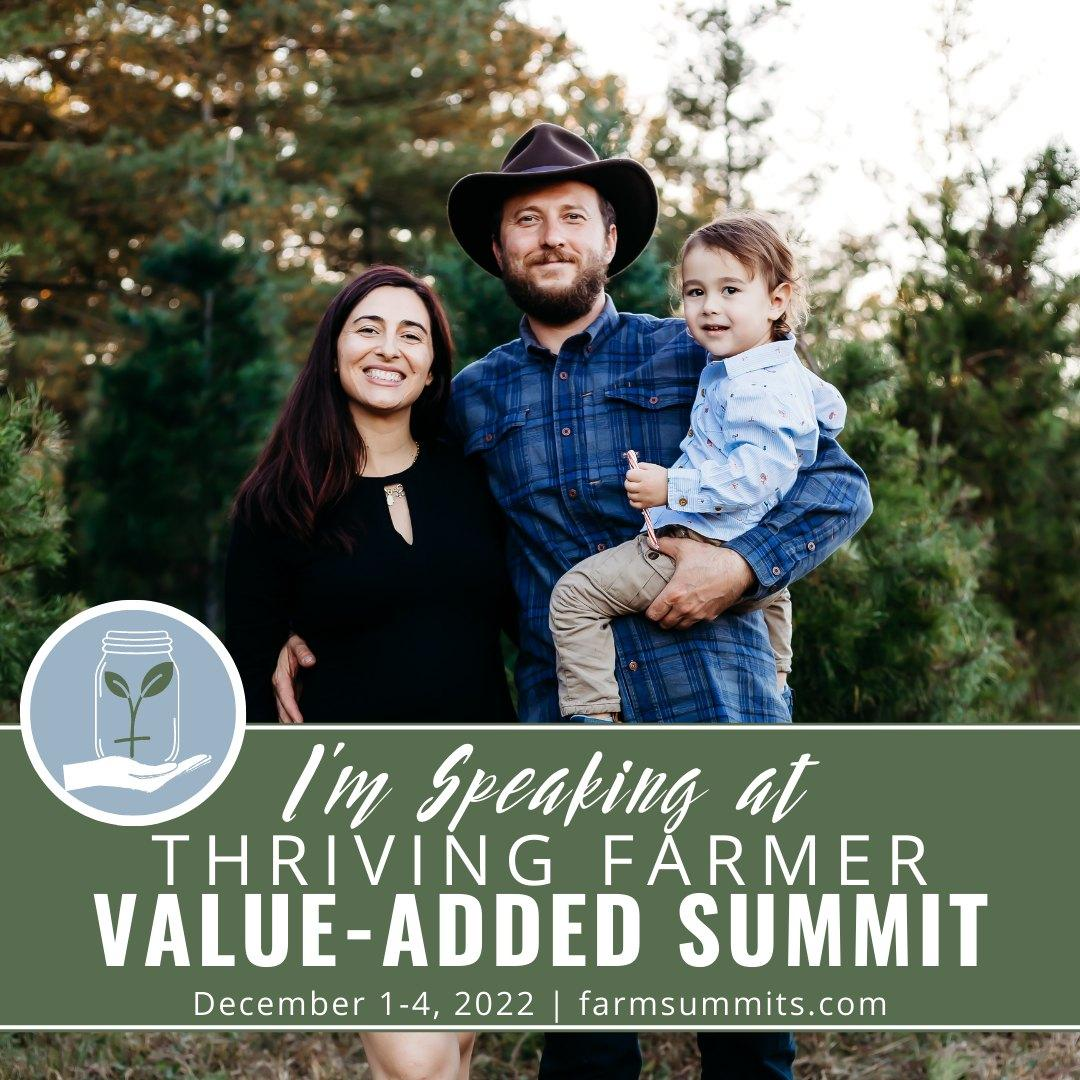 I'm Speaking at
THRIVING FARMER
VALUE-ADDED SUMMIT
December 1-4, 2022 | farmsummits.com